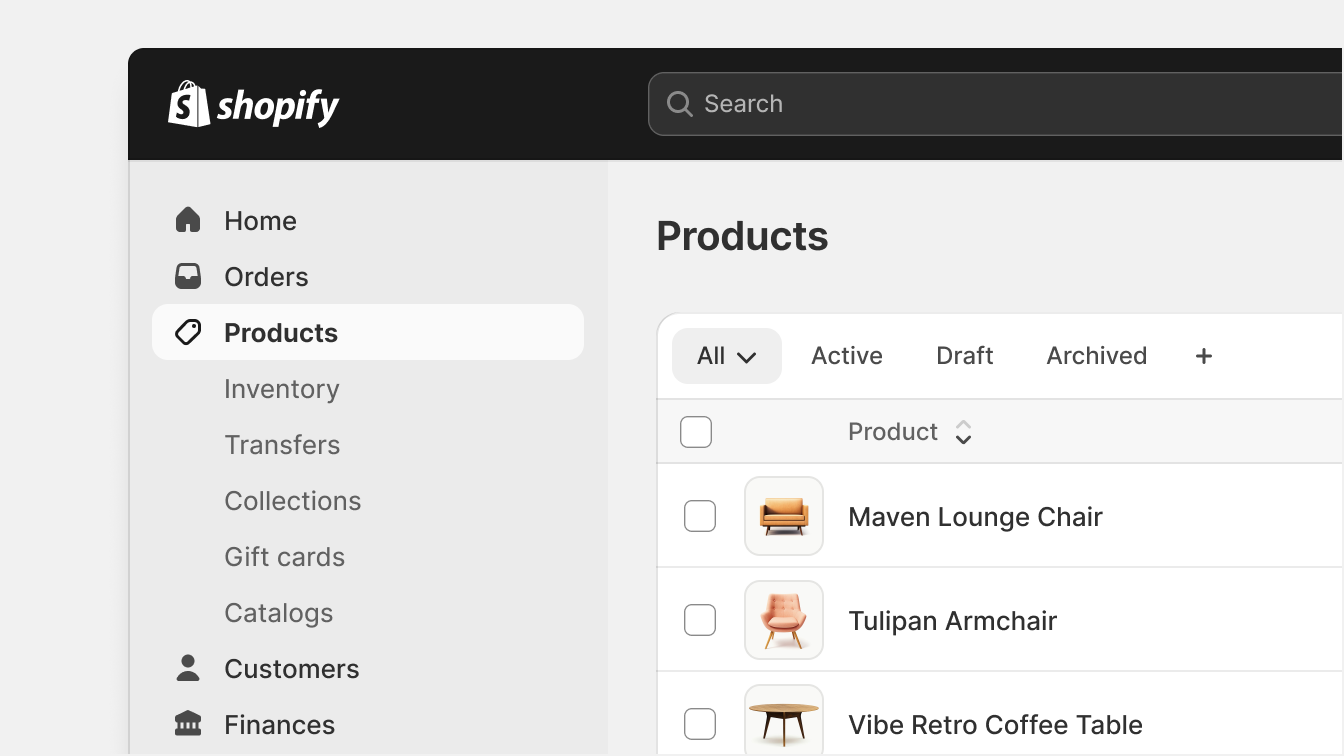 shopify
Search
Home
Orders
Products
Inventory
Transfers
Collections
Gift cards
Catalogs
Customers
Finances
Products
All Active Draft Archived +
Product
Maven Lounge Chair
Tulipan Armchair
Vibe Retro Coffee Table